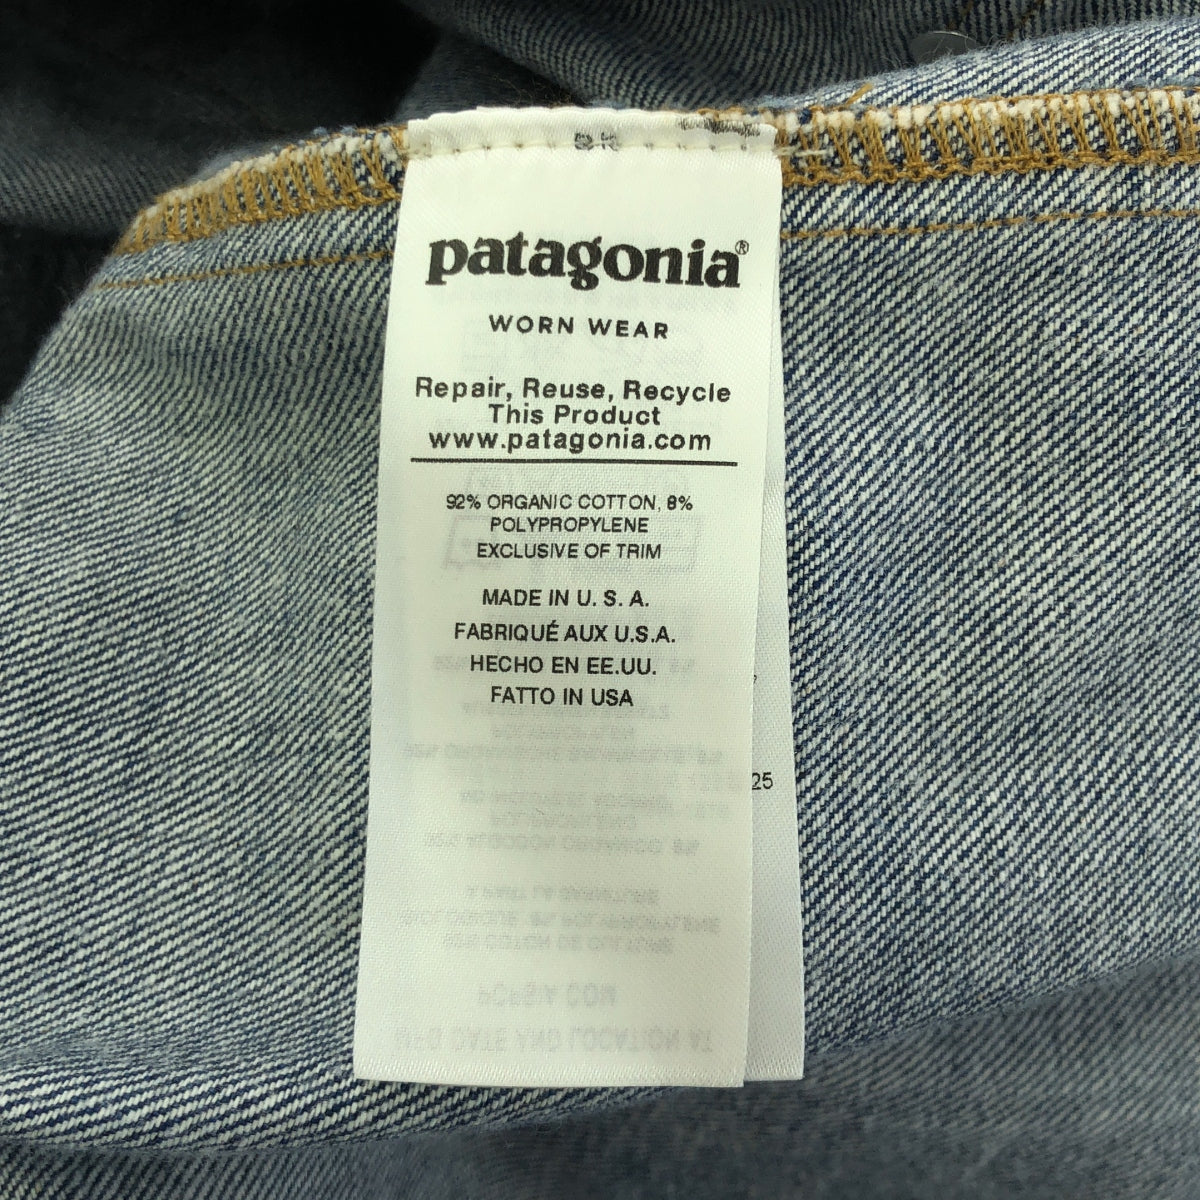 patagonia®
WORN WEAR
Repair, Reuse, Recycle
This Product
www.patagonia.com
92% ORGANIC COTTON, 8%
POLYPROPYLENE
EXCLUSIVE OF TRIM
MADE IN U. S. A.
FABRIQUÉ AUX U.S.A.
HECHO EN EE.UU.
FATTO IN USA
25